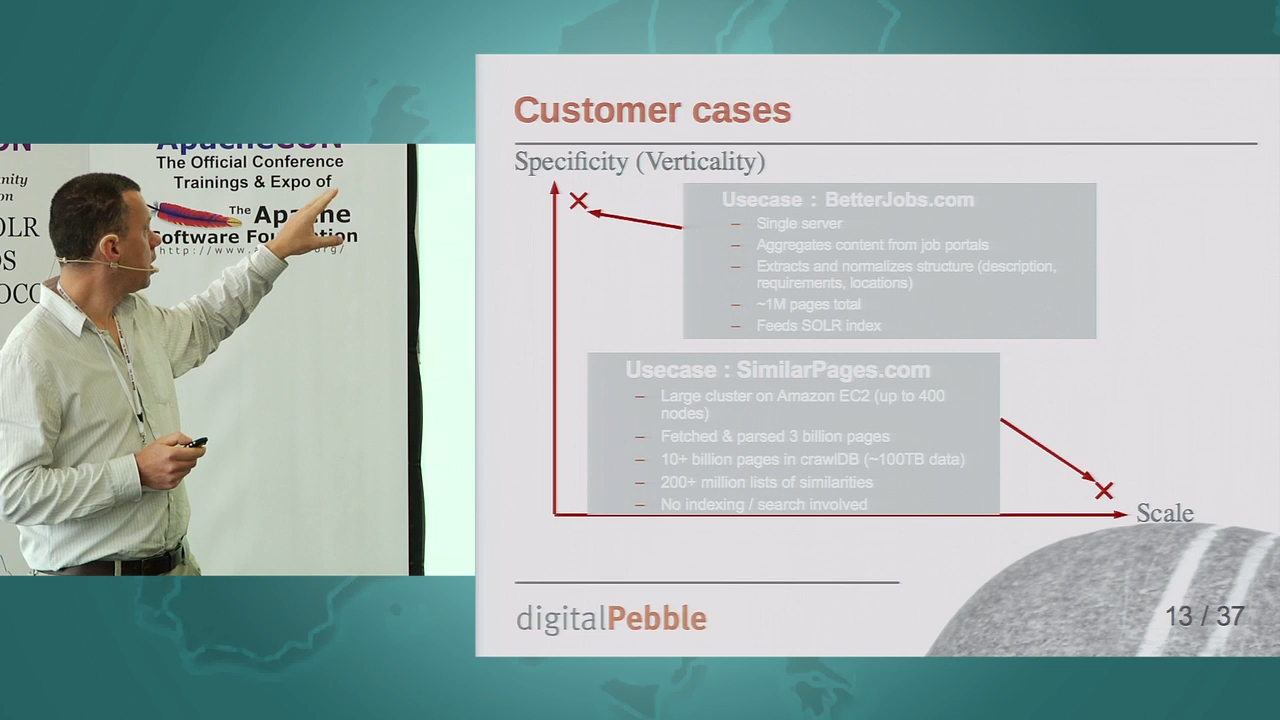 ApacheCON
The Official Conference
Trainings & Expo of
The Apache
Software Foundation
Customer cases
Specificity (Verticality)
Usecase : BetterJobs.com
– Single server
– Aggregates content from job portals
– Extracts and normalizes structure (description,
requirements, locations)
– ~1M pages total
– Feeds SOLR index
Usecase : SimilarPages.com
– Large cluster on Amazon EC2 (up to 400
nodes)
– Fetched & parsed 3 billion pages
– 10+ billion pages in crawlDB (~100TB data)
– 200+ million lists of similarities
– No indexing / search involved
Scale
digitalPebble
13 / 37